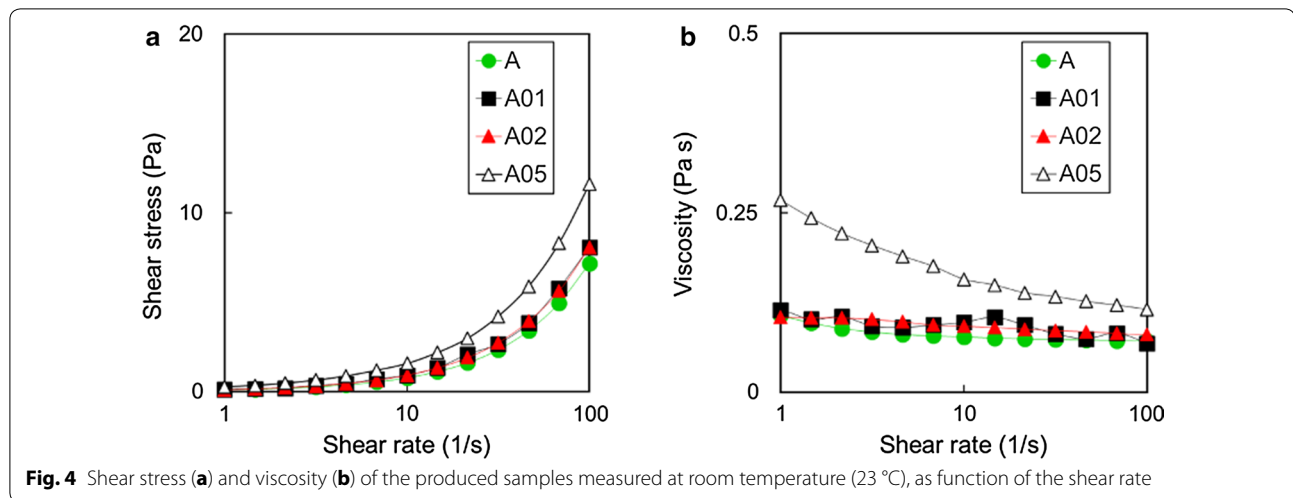 a
20
10
0
1
10
100
Shear stress (Pa)
Shear rate (1/s)
A
A01
A02
A05
b
0.5
0.25
0
1
10
100
Viscosity (Pa s)
Shear rate (1/s)
A
A01
A02
A05
Fig. 4 Shear stress (a) and viscosity (b) of the produced samples measured at room temperature (23 °C), as function of the shear rate